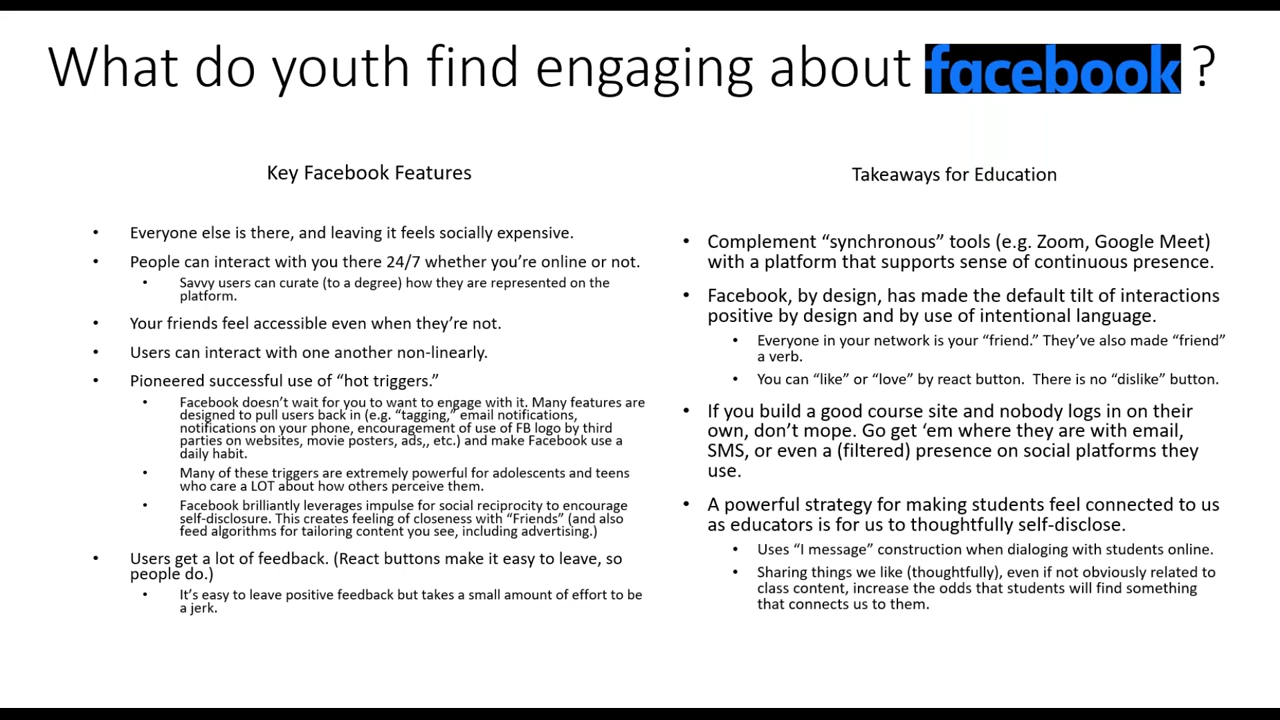 What do youth find engaging about facebook ?
Key Facebook Features
• Everyone else is there, and leaving it feels socially expensive.
• People can interact with you there 24/7 whether you're online or not.
• Savvy users can curate (to a degree) how they are represented on the
platform.
• Your friends feel accessible even when they're not.
• Users can interact with one another non-linearly.
• Pioneered successful use of “hot triggers.”
• Facebook doesn't wait for you to want to engage with it. Many features are
designed to pull users back in (e.g. “tagging,” email notifications,
notifications on your phone, encouragement of use of FB logo by third
parties on websites, movie posters, ads,, etc.) and make Facebook use a
daily habit.
• Many of these triggers are extremely powerful for adolescents and teens
who care a LOT about how others perceive them.
• Facebook brilliantly leverages impulse for social reciprocity to encourage
self-disclosure. This creates feeling of closeness with “Friends” (and also
feed algorithms for tailoring content you see, including advertising.)
• Users get a lot of feedback. (React buttons make it easy to leave, so
people do.)
• It's easy to leave positive feedback but takes a small amount of effort to be
a jerk.
Takeaways for Education
• Complement “synchronous” tools (e.g. Zoom, Google Meet)
with a platform that supports sense of continuous presence.
• Facebook, by design, has made the default tilt of interactions
positive by design and by use of intentional language.
• Everyone in your network is your “friend.” They've also made “friend”
a verb.
• You can “like” or “love” by react button.  There is no “dislike” button.
• If you build a good course site and nobody logs in on their
own, don't mope. Go get ‘em where they are with email,
SMS, or even a (filtered) presence on social platforms they
use.
• A powerful strategy for making students feel connected to us
as educators is for us to thoughtfully self-disclose.
• Uses “I message” construction when dialoging with students online.
• Sharing things we like (thoughtfully), even if not obviously related to
class content, increase the odds that students will find something
that connects us to them.